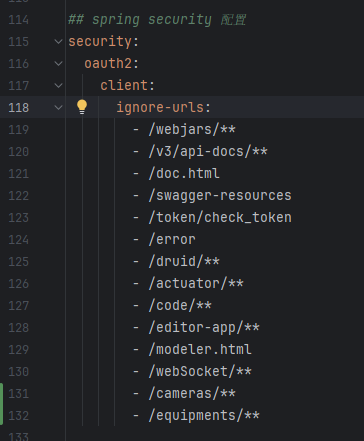 114 ## spring security 配置
115 security:
116 oauth2:
117 client:
118 ignore-urls:
119 - /webjars/**
120 - /v3/api-docs/**
121 - /doc.html
122 - /swagger-resources
123 - /token/check_token
124 - /error
125 - /druid/**
126 - /actuator/**
127 - /code/**
128 - /editor-app/**
129 - /modeler.html
130 - /webSocket/**
131 - /cameras/**
132 - /equipments/**
133